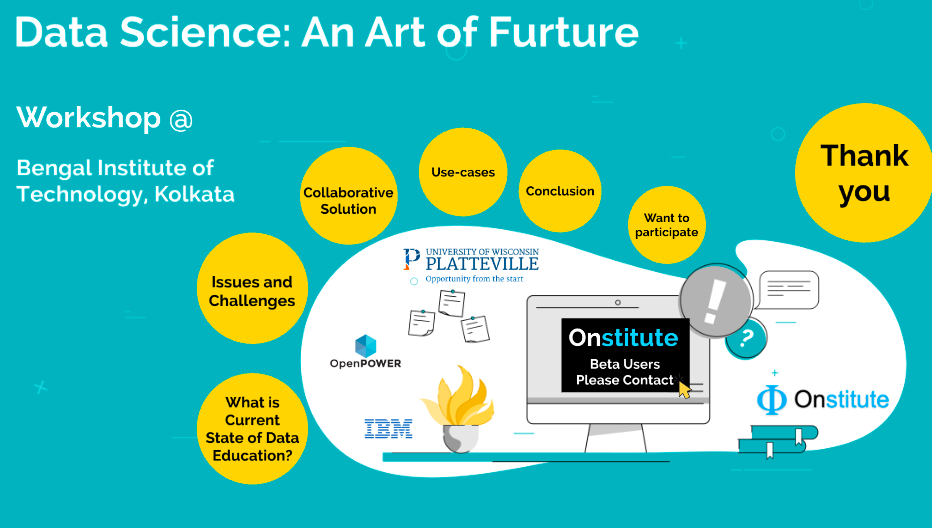 Data Science: An Art of Furture
Workshop @
Bengal Institute of
Technology, Kolkata
What is
Current
State of Data
Education?
Issues and
Challenges
Collaborative
Solution
Use-cases
Conclusion
Want to
participate
Thank
you
UNIVERSITY OF WISCONSIN
PLATTEVILLE
Opportunity from the start
OpenPOWER
IBM
Onstitute
Beta Users
Please Contact
!
?
Onstitute